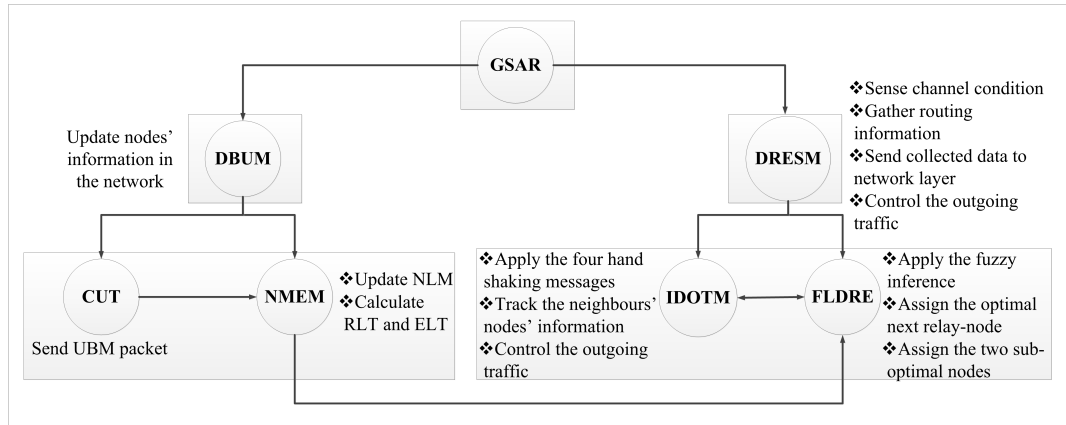 GSAR
Update nodes'
information in
the network
DBUM
DRESM
❖Sense channel condition
❖Gather routing
information
❖Send collected data to
network layer
❖Control the outgoing
traffic
CUT
Send UBM packet
NMEM
❖Update NLM
❖Calculate
RLT and ELT
❖Apply the four hand
shaking messages
❖Track the neighbours'
nodes' information
❖Control the outgoing
traffic
IDOTM
FLDRE
❖Apply the fuzzy
inference
❖Assign the optimal
next relay-node
❖Assign the two sub-
optimal nodes